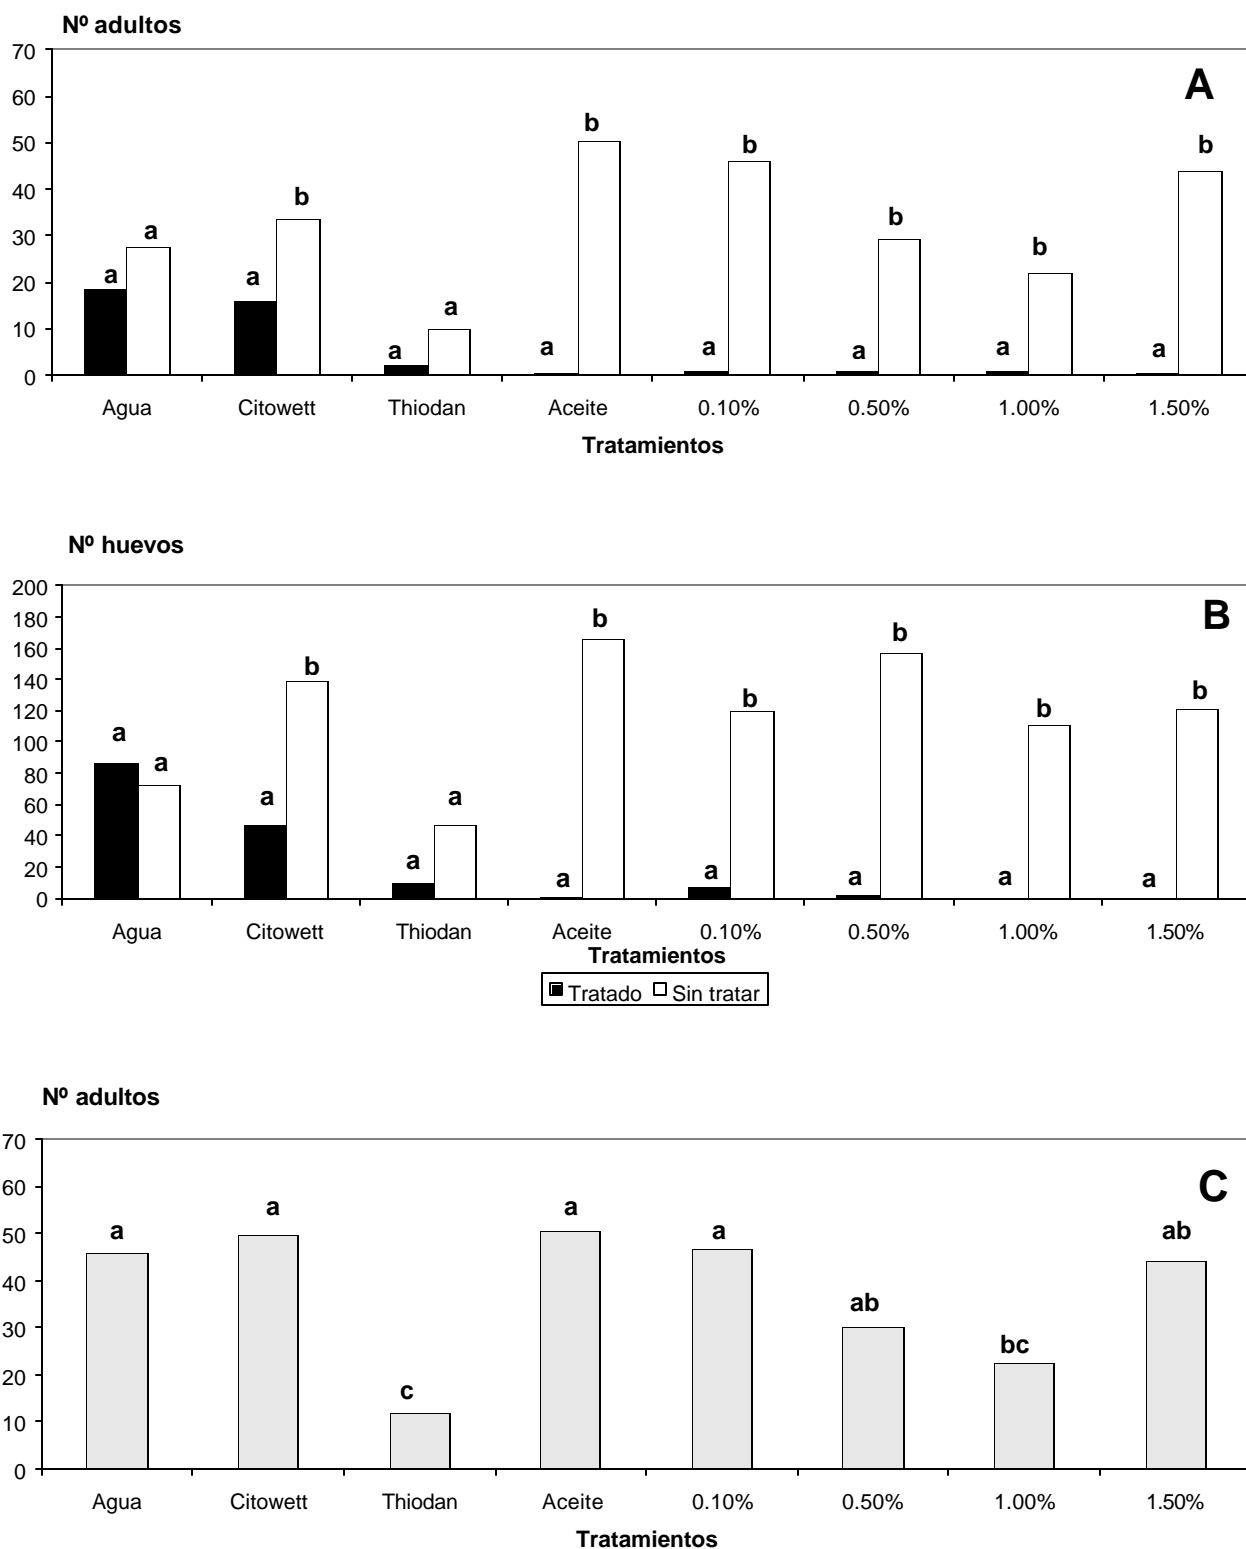 Nº adultos
A
70
60
50
40
30
20
10
0
a a a b a a a b a b a b a b a b
Agua Citowett Thiodan Aceite 0.10% 0.50% 1.00% 1.50%
Tratamientos
Nº huevos
B
200
180
160
140
120
100
80
60
40
20
0
a a a b a a a b a b a b a b a b
Agua Citowett Thiodan Aceite 0.10% 0.50% 1.00% 1.50%
Tratamientos
Tratado Sin tratar
Nº adultos
C
70
60
50
40
30
20
10
0
a a c a a ab bc ab
Agua Citowett Thiodan Aceite 0.10% 0.50% 1.00% 1.50%
Tratamientos